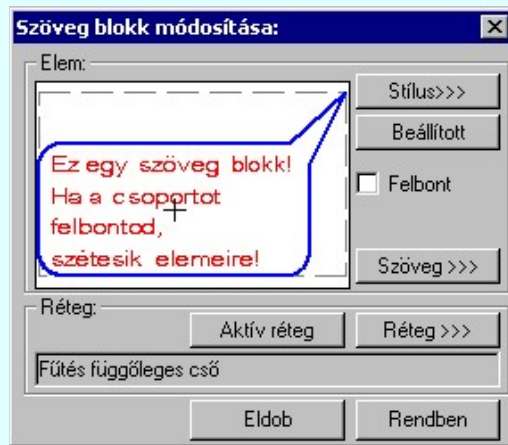 Szöveg blokk módosítása:
Elem:
Stílus>>>
Beállított
Ez egy szöveg blokk!
Ha a csoportot
felbontod,
szétesik elemeire!
Felbont
Szöveg >>>
Réteg:
Aktív réteg
Réteg >>>
Fűtés függőleges cső
Eldob
Rendben